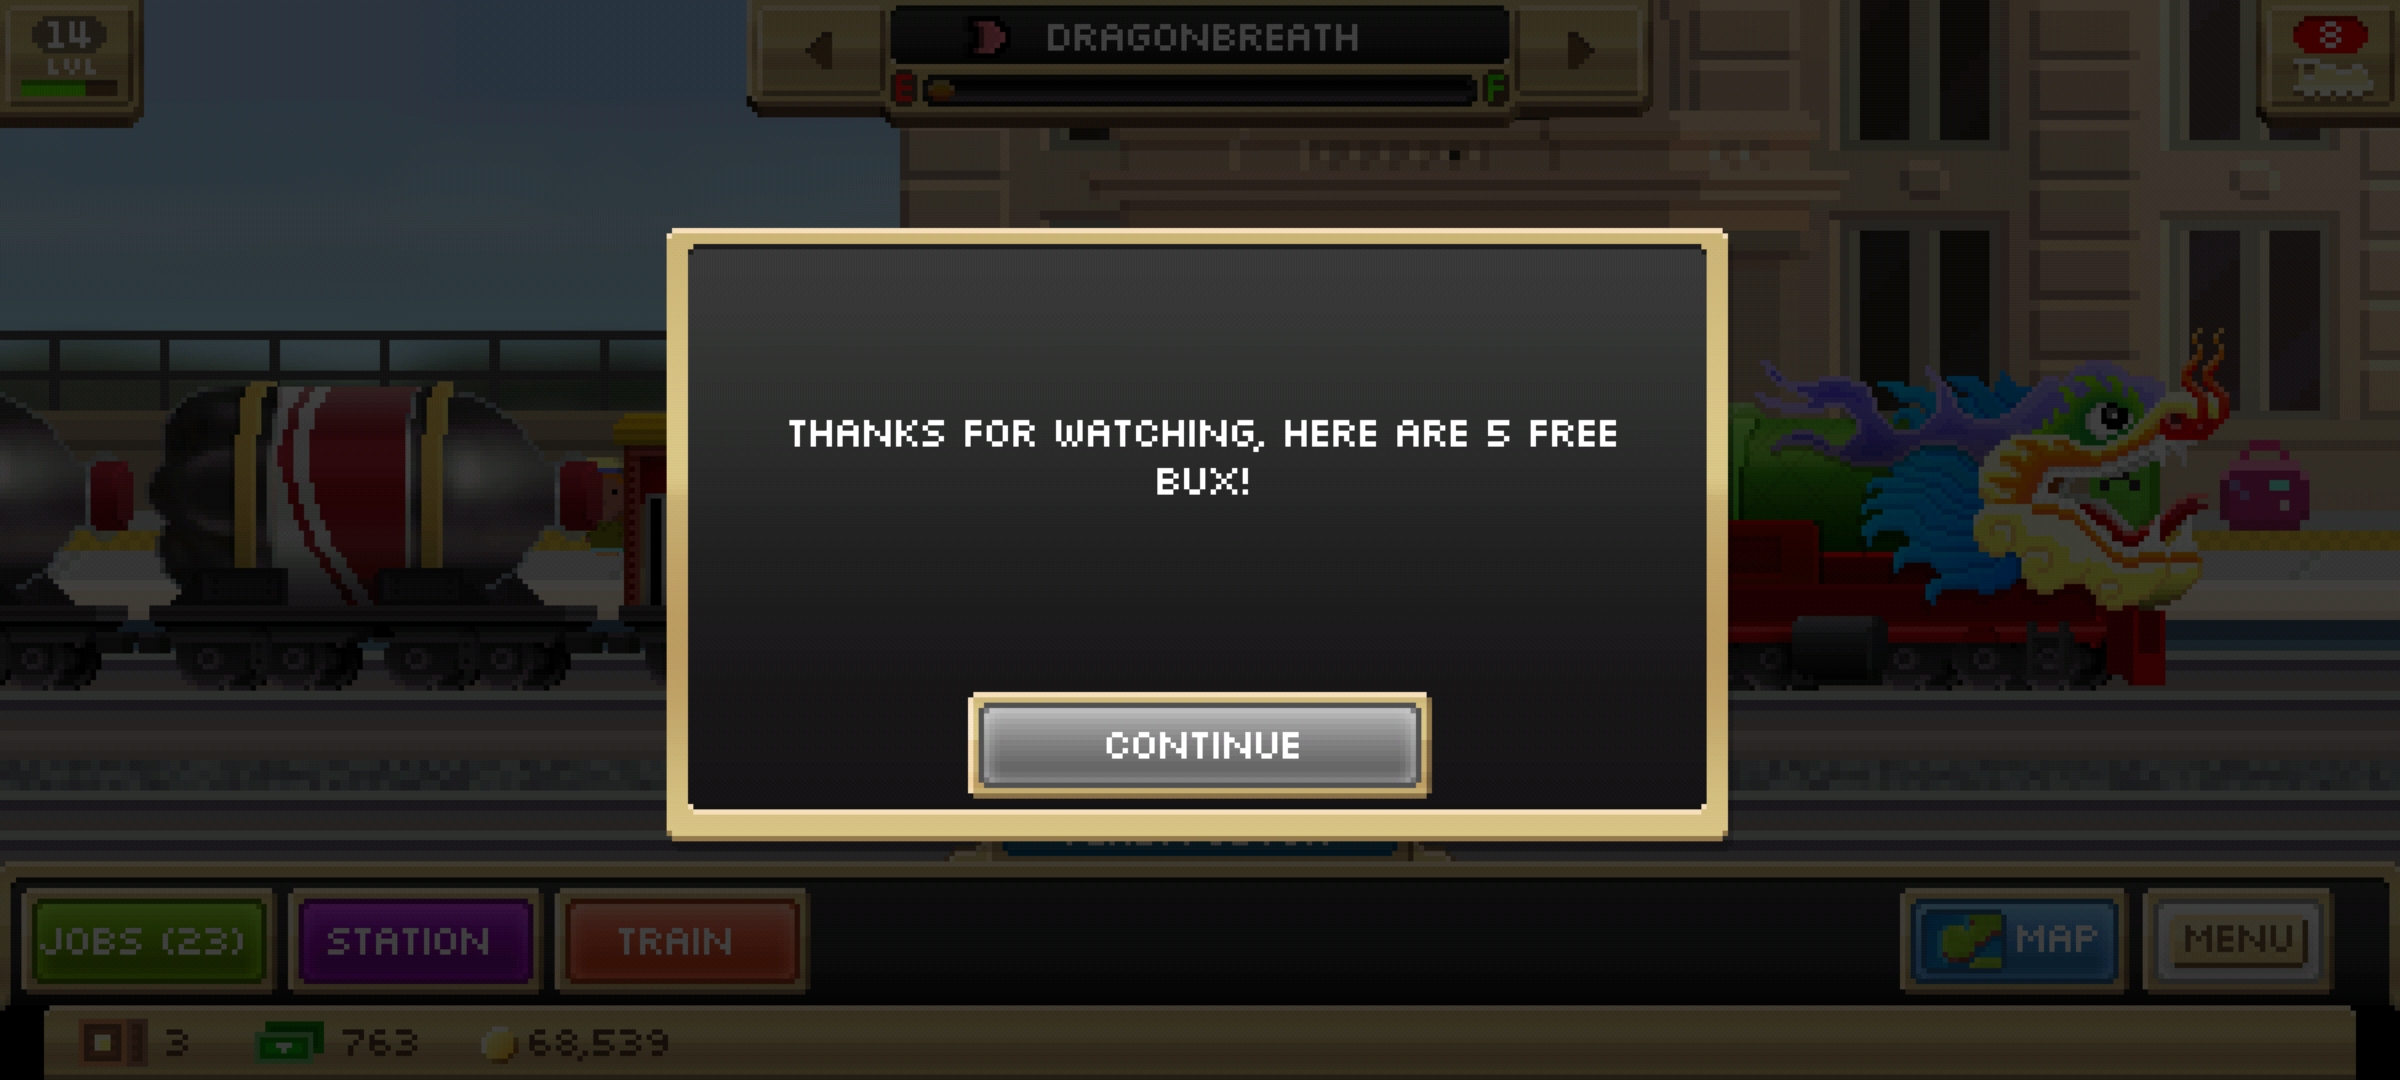 14
LVL
DRAGONBREATH
E
F
8
THANKS FOR WATCHING, HERE ARE 5 FREE
BUX!
CONTINUE
JOBS (23)
STATION
TRAIN
MAP
MENU
3
763
68,539